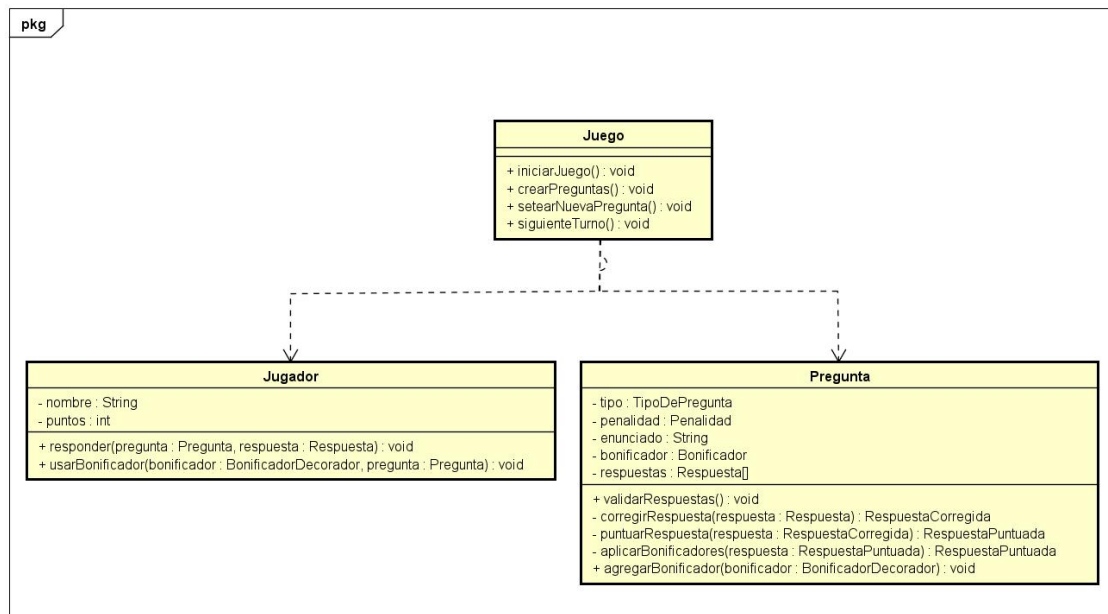 pkg
Juego
+ iniciarJuego() : void
+ crearPreguntas() : void
+ setearNuevaPregunta() : void
+ siguienteTurno() : void
Jugador
- nombre : String
- puntos : int
+ responder(pregunta : Pregunta, respuesta : Respuesta) : void
+ usarBonificador(bonificador : BonificadorDecorador, pregunta : Pregunta) : void
Pregunta
- tipo : TipoDePregunta
- penalidad : Penalidad
- enunciado : String
- bonificador : Bonificador
- respuestas : Respuesta[]
+ validarRespuestas() : void
- corregirRespuesta(respuesta : Respuesta) : RespuestaCorregida
- puntuarRespuesta(respuesta : RespuestaCorregida) : RespuestaPuntuada
- aplicarBonificadores(respuesta : RespuestaPuntuada) : RespuestaPuntuada
+ agregarBonificador(bonificador : BonificadorDecorador) : void